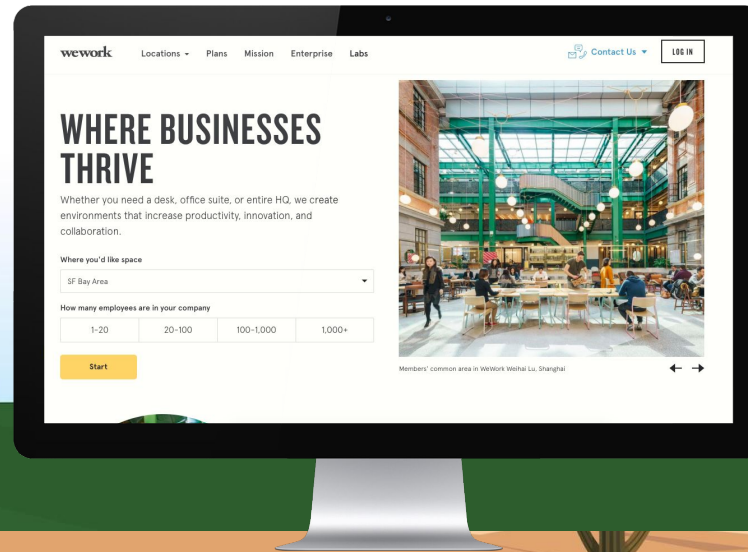 wework
Locations
Plans
Mission
Enterprise
Labs
Contact Us
LOG IN
WHERE BUSINESSES
THRIVE
Whether you need a desk, office suite, or entire HQ, we create
environments that increase productivity, innovation, and
collaboration.
Where you'd like space
SF Bay Area
How many employees are in your company
1-20
20-100
100-1,000
1,000+
Start
Members' common area in WeWork Weihai Lu, Shanghai